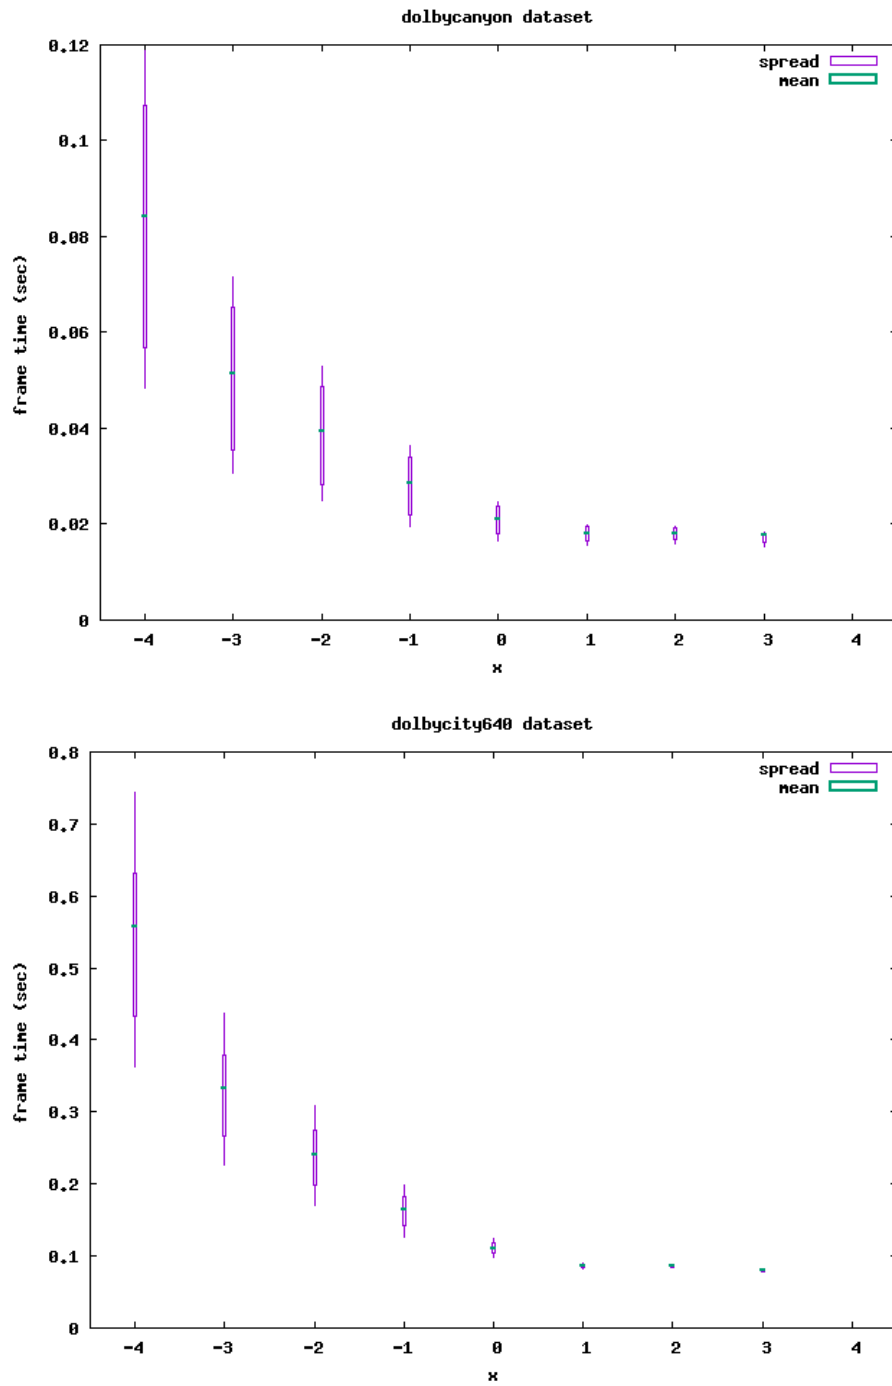 dolbycanyon dataset
0.12
spread
mean
0.1
0.08
frame time (sec)
0.06
0.04
0.02
0
-4 -3 -2 -1 0 1 2 3 4
x
dolbycity640 dataset
0.8
spread
mean
0.7
0.6
0.5
frame time (sec)
0.4
0.3
0.2
0.1
0
-4 -3 -2 -1 0 1 2 3 4
x